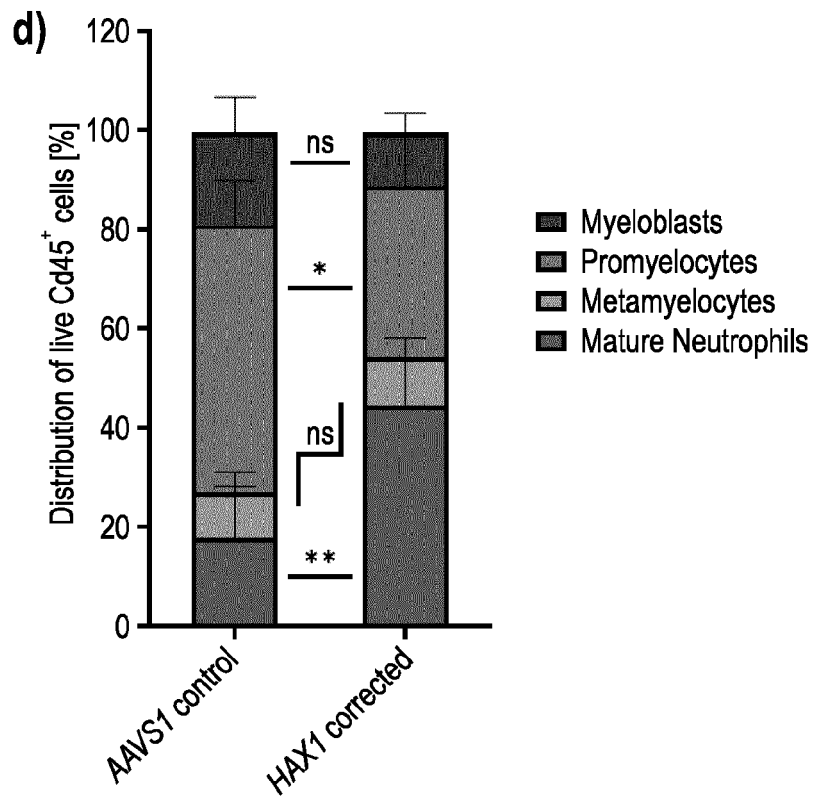 d)
120
100
80
60
40
20
0
Distribution of live Cd45+ cells [%]
ns
*
ns
**
AAVS1 control
HAX1 corrected
Myeloblasts
Promyelocytes
Metamyelocytes
Mature Neutrophils